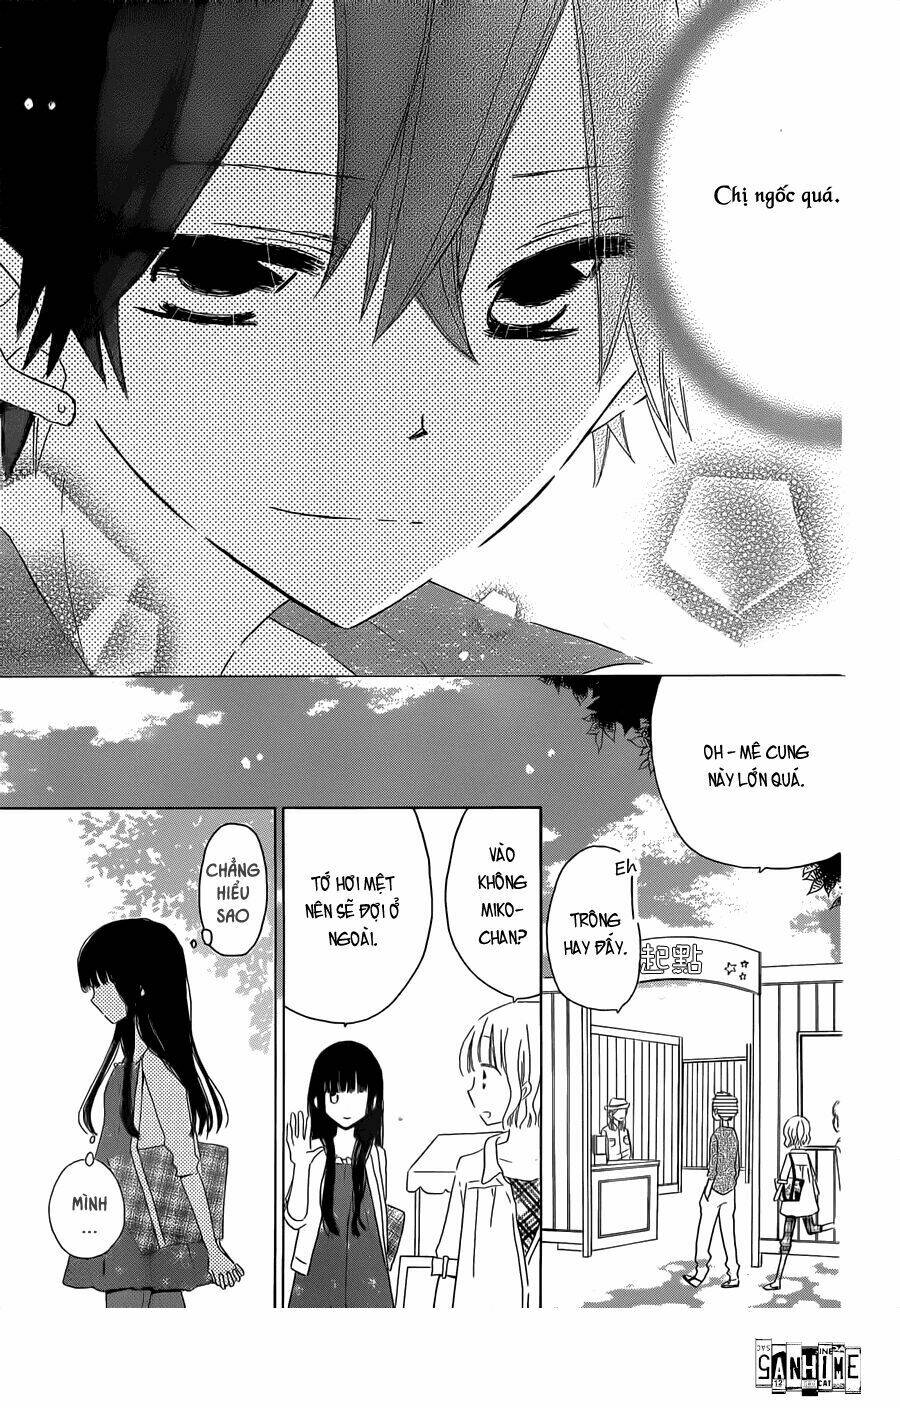 Chị ngốc quá.
OH - MÊ CUNG
NÀY LỚN QUÁ.
Eh
TRÔNG
HAY ĐẤY.
起點
VÀO
KHÔNG
MIKO-
CHAN?
TỚ HƠI MỆT
NÊN SẼ ĐỢI Ở
NGOÀI.
CHẲNG
HIỂU
SAO
MÌNH
...
SANHIME
CAT